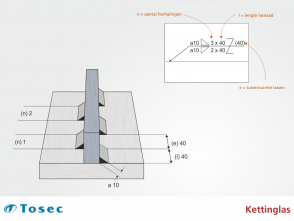 n = aantal herhalingen
l = lengte lasnaad
a10 3 x 40 (40)
a10 2 x 40
e = tussenruimte lassen
(n) 2
(n) 1
(e) 40
(l) 40
a 10
Tosec
Kettinglas